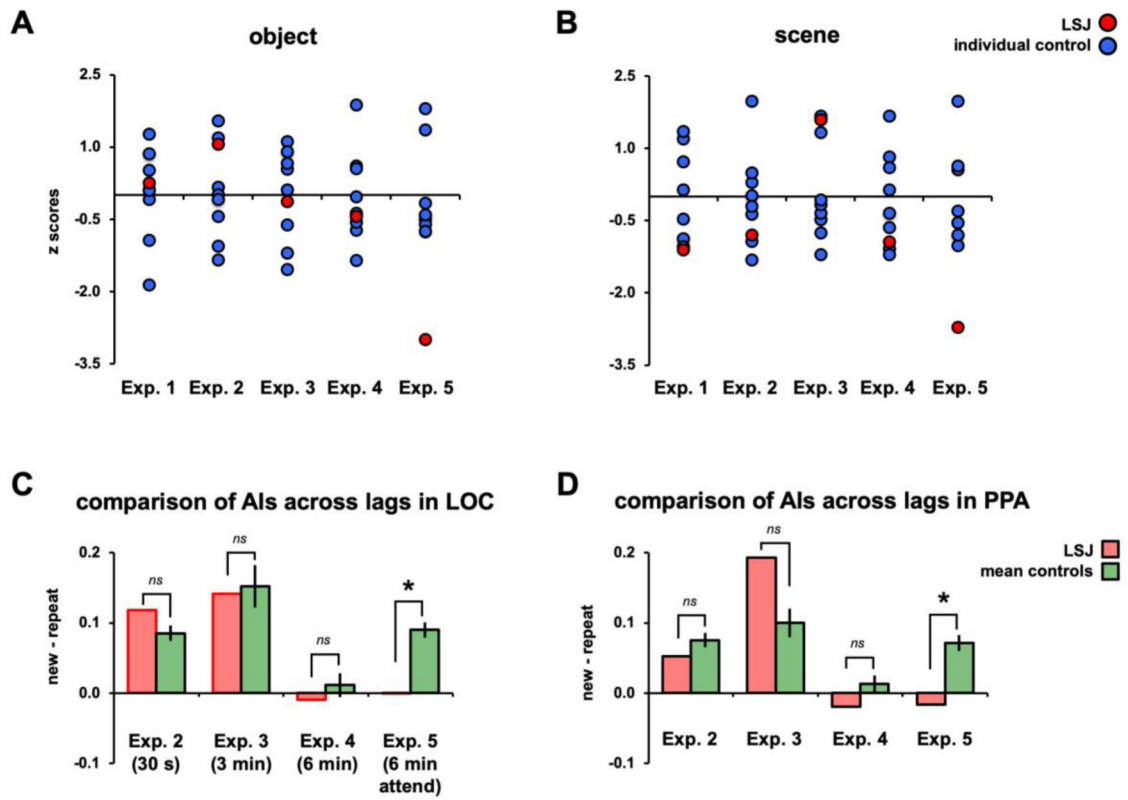 A
object
2.5
1.0
-0.5
-2.0
-3.5
z scores
Exp. 1 Exp. 2 Exp. 3 Exp. 4 Exp. 5
B
scene
LSJ
individual control
2.5
1.0
-0.5
-2.0
-3.5
Exp. 1 Exp. 2 Exp. 3 Exp. 4 Exp. 5
C
comparison of AIs across lags in LOC
0.2
0.1
0.0
-0.1
new - repeat
ns
ns
ns
*
Exp. 2 Exp. 3 Exp. 4 Exp. 5
(30 s) (3 min) (6 min) (6 min
attend)
D
comparison of AIs across lags in PPA
LSJ
mean controls
0.2
0.1
0.0
-0.1
new - repeat
ns
ns
ns
*
Exp. 2 Exp. 3 Exp. 4 Exp. 5